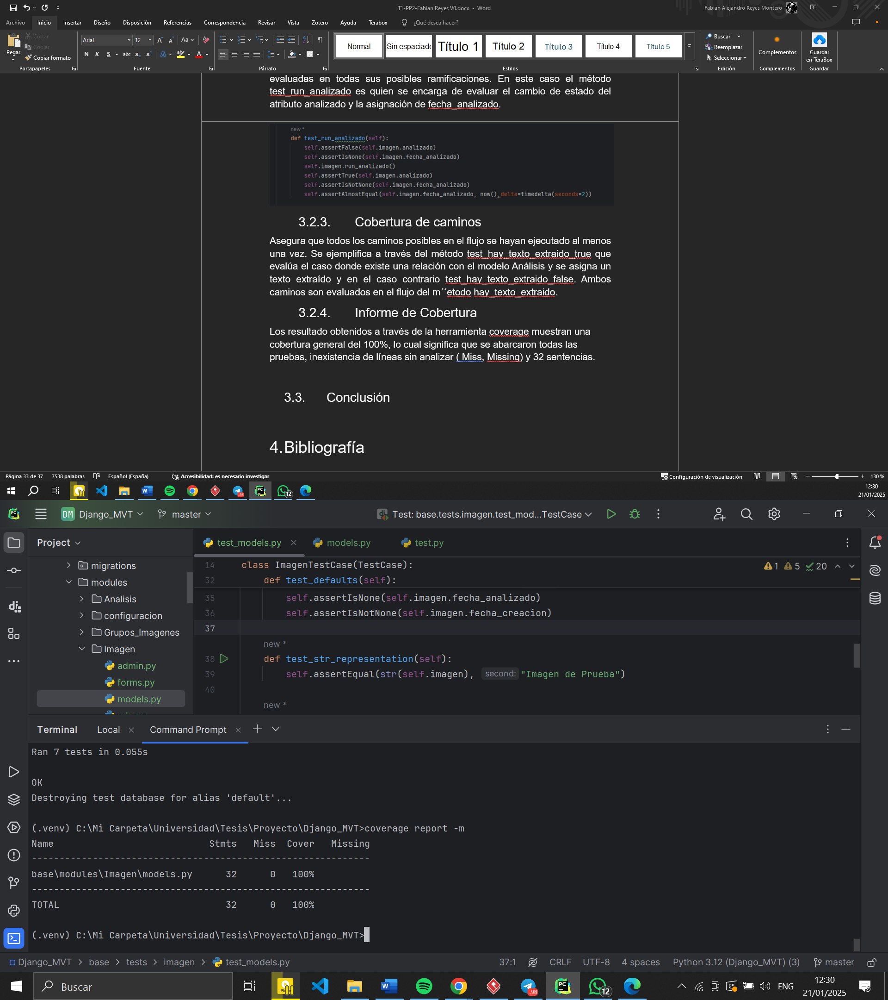 T1-PP2-Fabian Reyes V0.docx - Word
Fabian Alejandro Reyes Montero
Archivo Inicio Insertar Diseño Disposición Referencias Correspondencia Revisar Vista Zotero Ayuda Terabox ¿Qué desea hacer?
Pegar
Cortar
Copiar
Copiar formato
Portapapeles
Arial 12
Aa
N K S abc x₂ x² A ab A
Fuente
Párrafo
Normal
Sin espaciado
Título 1
Título 2
Título 3
Título 4
Título 5
Estilos
Buscar
Reemplazar
Seleccionar
Edición
Complementos
Complementos
Guardar
en TeraBox
Guardar
evaluadas en todas sus posibles ramificaciones. En este caso el método
test_run_analizado es quien se encarga de evaluar el cambio de estado del
atributo analizado y la asignación de fecha_analizado.
new *
def test_run_analizado(self):
self.assertFalse(self.imagen.analizado)
self.assertIsNone(self.imagen.fecha_analizado)
self.imagen.run_analizado()
self.assertTrue(self.imagen.analizado)
self.assertIsNotNone(self.imagen.fecha_analizado)
self.assertAlmostEqual(self.imagen.fecha_analizado, now(),delta=timedelta(seconds=2))
3.2.3. Cobertura de caminos
Asegura que todos los caminos posibles en el flujo se hayan ejecutado al menos
una vez. Se ejemplifica a través del método test_hay_texto_extraido_true que
evalúa el caso donde existe una relación con el modelo Análisis y se asigna un
texto extraído y en el caso contrario test_hay_texto_extraido_false. Ambos
caminos son evaluados en el flujo del m´´etodo hay_texto_extraido.
3.2.4. Informe de Cobertura
Los resultado obtenidos a través de la herramienta coverage muestran una
cobertura general del 100%, lo cual significa que se abarcaron todas las
pruebas, inexistencia de líneas sin analizar ( Miss, Missing) y 32 sentencias.
3.3. Conclusión
4. Bibliografía
Página 33 de 37 7538 palabras Español (España) Accesibilidad: es necesario investigar Configuración de visualización 130 %
12:30
21/01/2025
DM Django_MVT master Test: base.tests.imagen.test_mod...TestCase
Project
test_models.py models.py test.py
migrations
modules
Analisis
configuracion
Grupos_Imagenes
Imagen
admin.py
forms.py
models.py
14 class ImagenTestCase(TestCase):
1 5 20
32 def test_defaults(self):
35 self.assertIsNone(self.imagen.fecha_analizado)
36 self.assertIsNotNone(self.imagen.fecha_creacion)
37
new *
38 def test_str_representation(self):
39 self.assertEqual(str(self.imagen), second: "Imagen de Prueba")
40
new *
Terminal Local Command Prompt
Ran 7 tests in 0.055s
OK
Destroying test database for alias 'default'...
(.venv) C:\Mi Carpeta\Universidad\Tesis\Proyecto\Django_MVT>coverage report -m
Name Stmts Miss Cover Missing
-------------------------------------------------------------
base\modules\Imagen\models.py 32 0 100%
-------------------------------------------------------------
TOTAL 32 0 100%
(.venv) C:\Mi Carpeta\Universidad\Tesis\Proyecto\Django_MVT>
Django_MVT > base > tests > imagen > test_models.py
37:1 CRLF UTF-8 4 spaces Python 3.12 (Django_MVT) (3) master
Buscar
98
12
ENG
12:30
21/01/2025